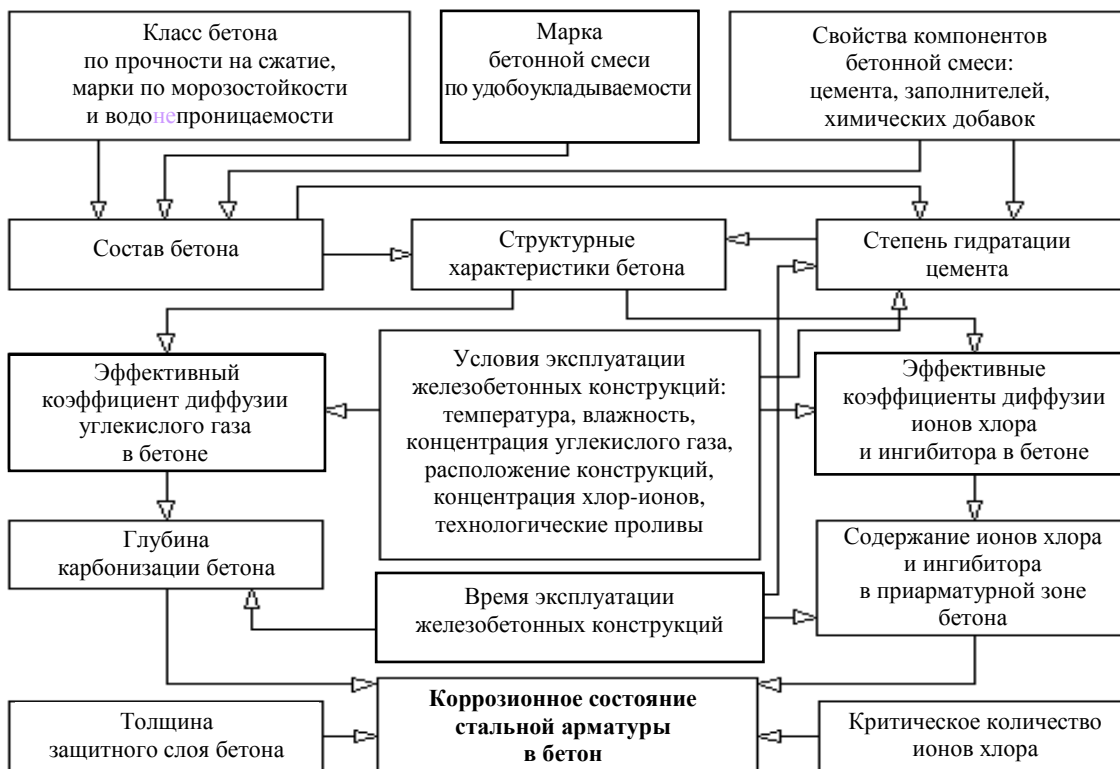 Класс бетона
по прочности на сжатие,
марки по морозостойкости
и водонепроницаемости
Марка
бетонной смеси
по удобоукладываемости
Свойства компонентов
бетонной смеси:
цемента, заполнителей,
химических добавок
Состав бетона
Структурные
характеристики бетона
Степень гидратации
цемента
Эффективный
коэффициент диффузии
углекислого газа
в бетоне
Условия эксплуатации
железобетонных конструкций:
температура, влажность,
концентрация углекислого газа,
расположение конструкций,
концентрация хлор-ионов,
технологические проливы
Эффективные
коэффициенты диффузии
ионов хлора
и ингибитора в бетоне
Глубина
карбонизации бетона
Время эксплуатации
железобетонных конструкций
Содержание ионов хлора
и ингибитора
в приарматурной зоне
бетона
Толщина
защитного слоя бетона
Коррозионное состояние
стальной арматуры
в бетон
Критическое количество
ионов хлора